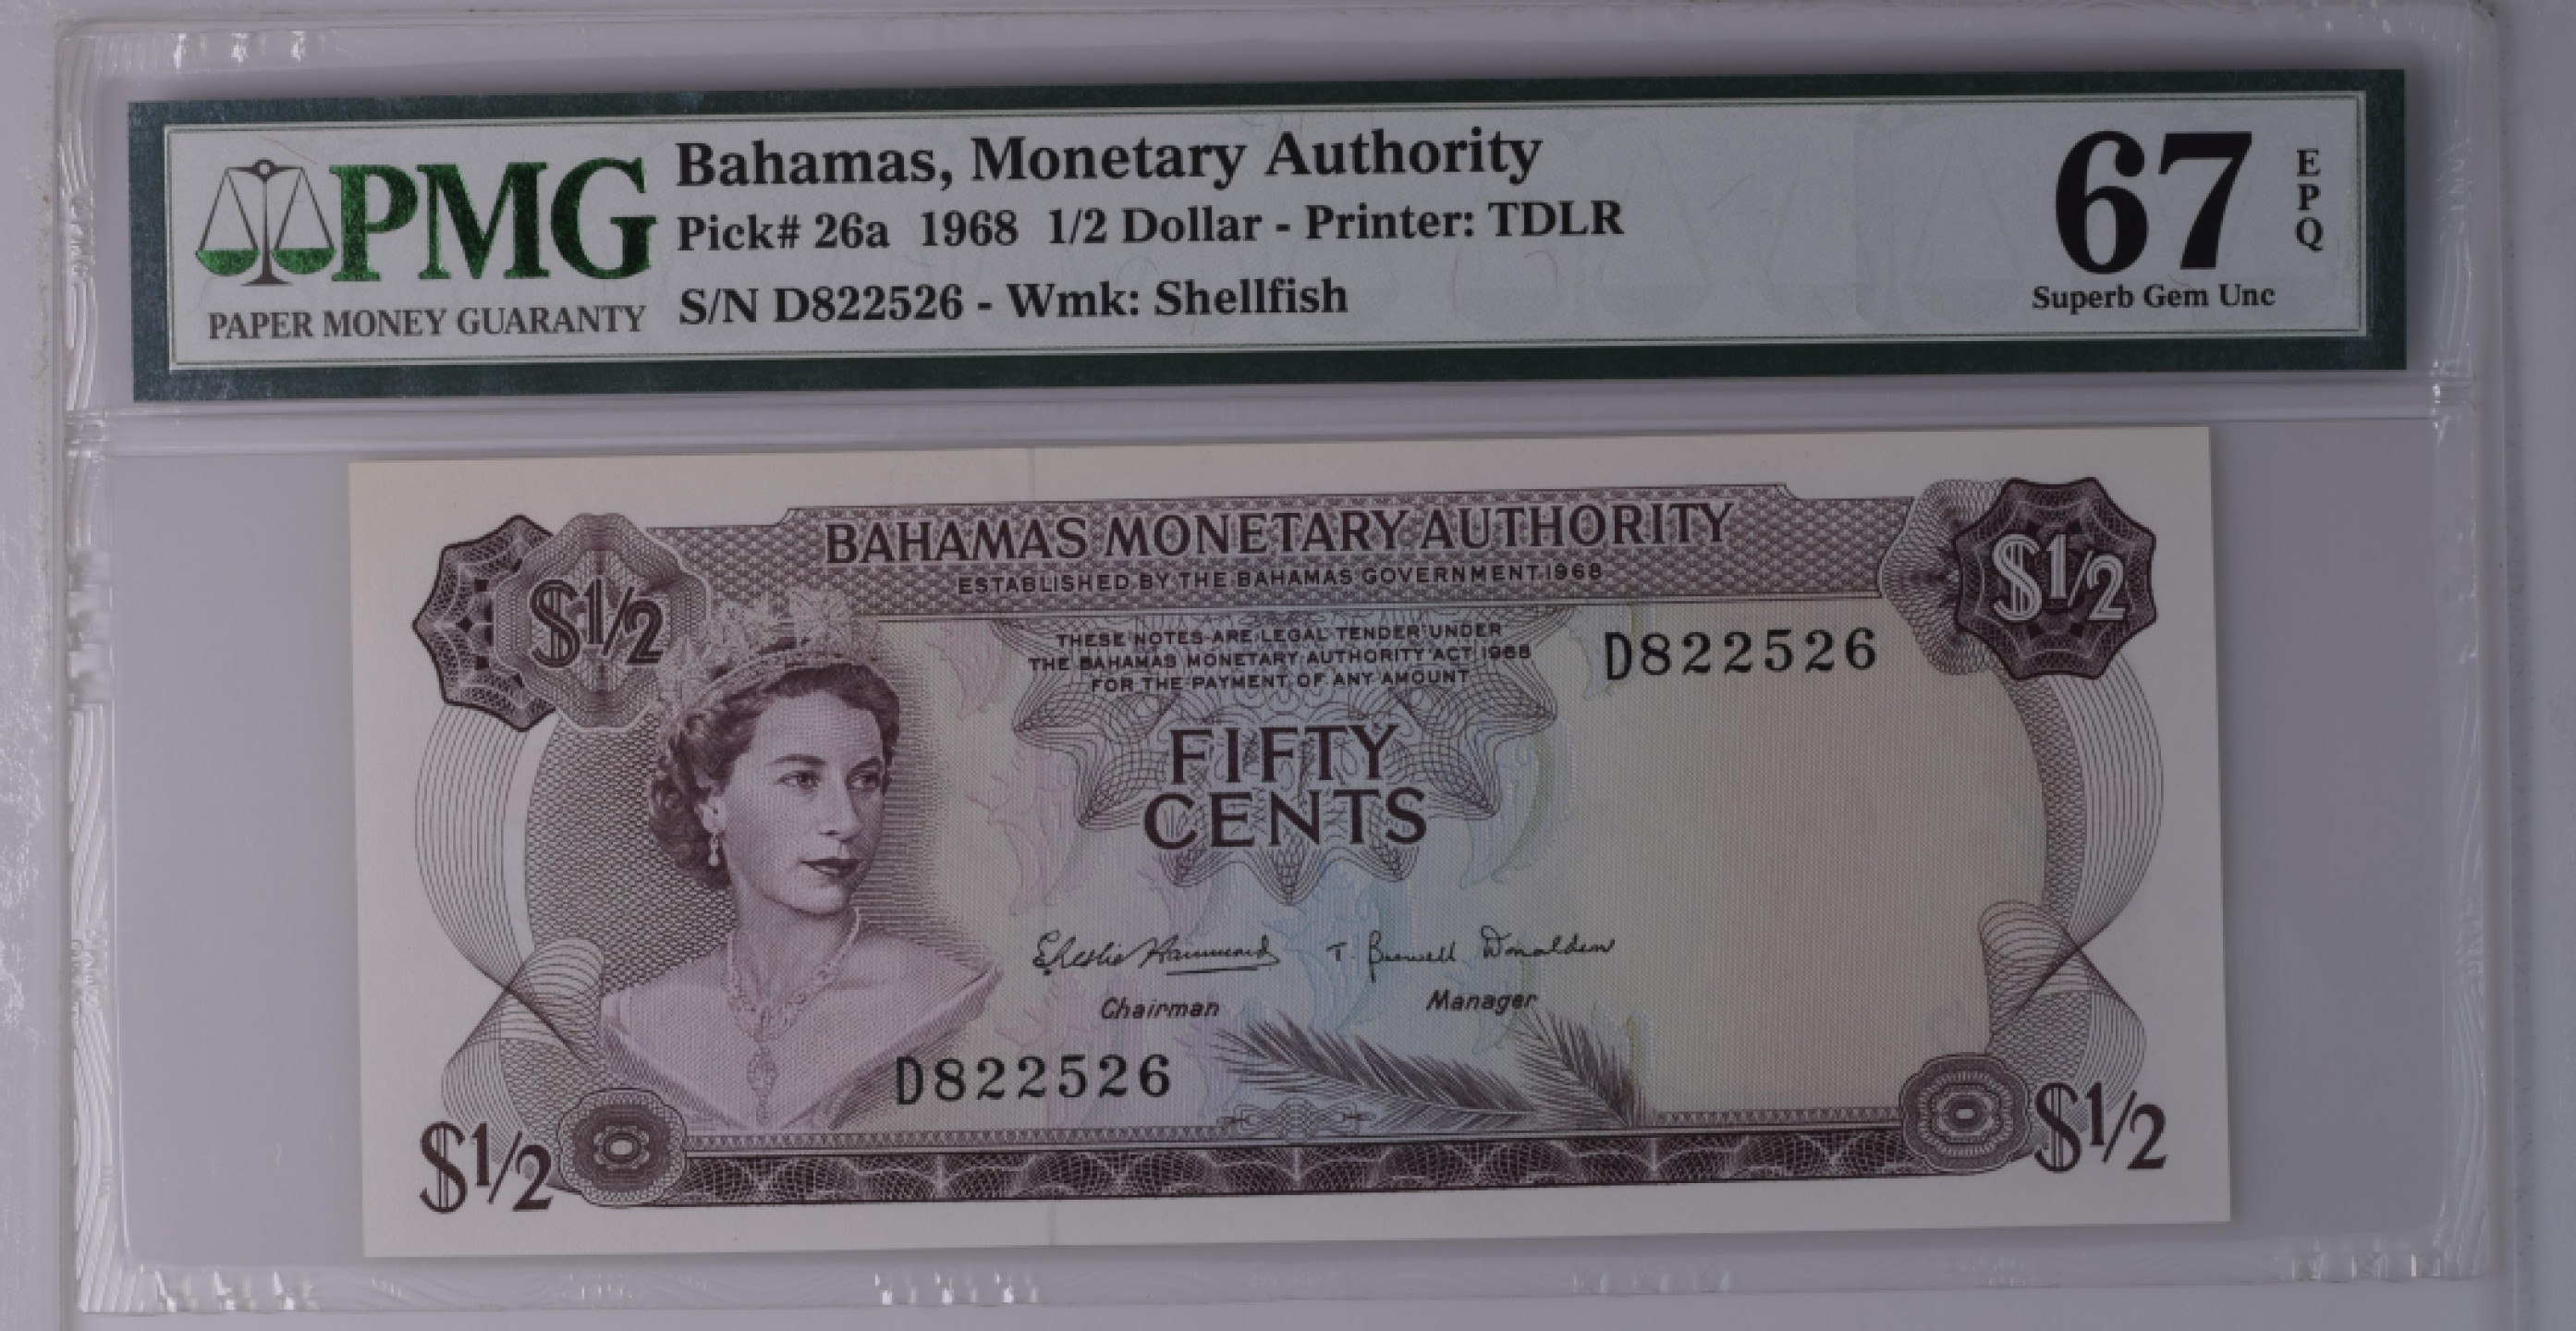 PMG
PAPER MONEY GUARANTY
Bahamas, Monetary Authority
Pick# 26a 1968 1/2 Dollar - Printer: TDLR
S/N D822526 - Wmk: Shellfish
67
EPQ
Superb Gem Unc
BAHAMAS MONETARY AUTHORITY
ESTABLISHED BY THE BAHAMAS GOVERNMENT 1968
$1/2
$1/2
THESE NOTES ARE LEGAL TENDER UNDER
THE BAHAMAS MONETARY AUTHORITY ACT 1968
FOR THE PAYMENT OF ANY AMOUNT
D822526
FIFTY
CENTS
T. Donaldson
Chairman
Manager
D822526
$1/2
$1/2